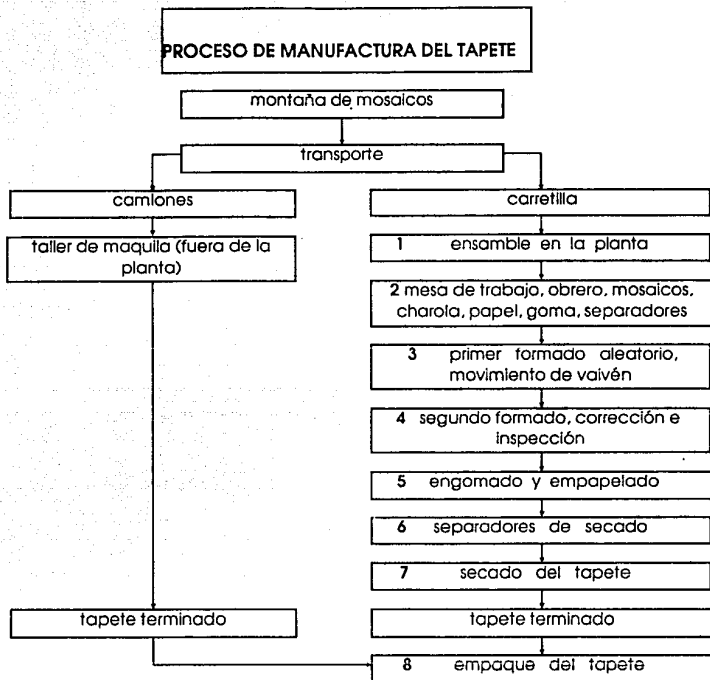 PROCESO DE MANUFACTURA DEL TAPETE
montaña de mosaicos
transporte
camiones
taller de maquila (fuera de la
planta)
tapete terminado
carretilla
1 ensamble en la planta
2 mesa de trabajo, obrero, mosaicos,
charola, papel, goma, separadores
3 primer formado aleatorio,
movimiento de vaivén
4 segundo formado, corrección e
inspección
5 engomado y empapelado
6 separadores de secado
7 secado del tapete
tapete terminado
8 empaque del tapete